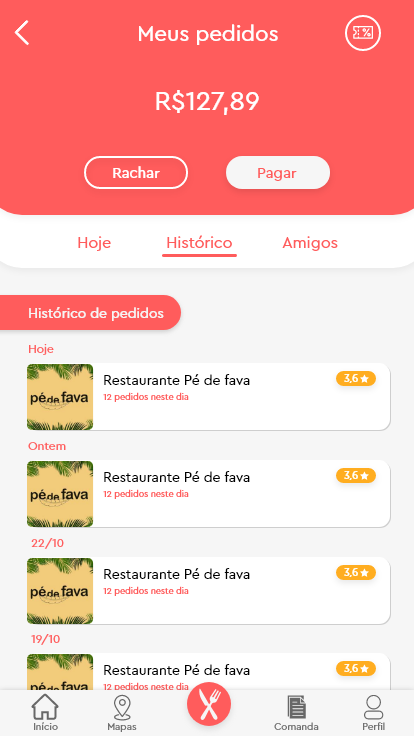 Meus pedidos
%
R$127,89
Rachar
Pagar
Hoje
Histórico
Amigos
Histórico de pedidos
Hoje
pé de fava
Restaurante Pé de fava
3,6
12 pedidos neste dia
Ontem
pé de fava
Restaurante Pé de fava
3,6
12 pedidos neste dia
22/10
pé de fava
Restaurante Pé de fava
3,6
12 pedidos neste dia
19/10
pé de fava
Restaurante Pé de fava
3,6
12 pedidos neste dia
Início
Mapas
Comanda
Perfil